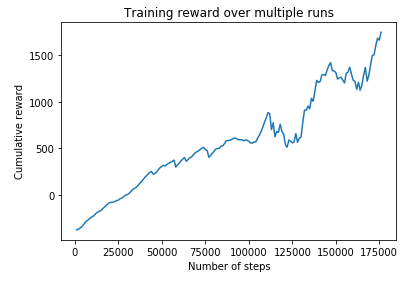 Training reward over multiple runs
Cumulative reward
1500
1000
500
0
0 25000 50000 75000 100000 125000 150000 175000
Number of steps